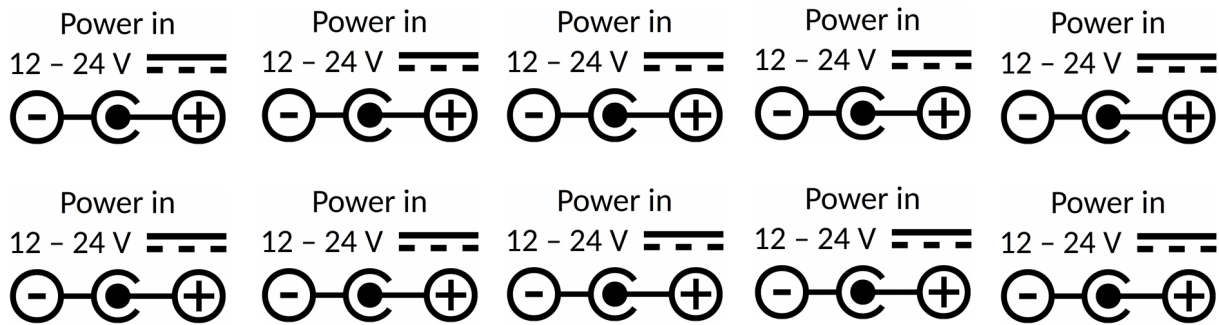 Power in Power in Power in Power in Power in
12 – 24 V 12 – 24 V 12 – 24 V 12 – 24 V 12 – 24 V
- + - + - + - + - +
Power in Power in Power in Power in Power in
12 – 24 V 12 – 24 V 12 – 24 V 12 – 24 V 12 – 24 V
- + - + - + - + - +